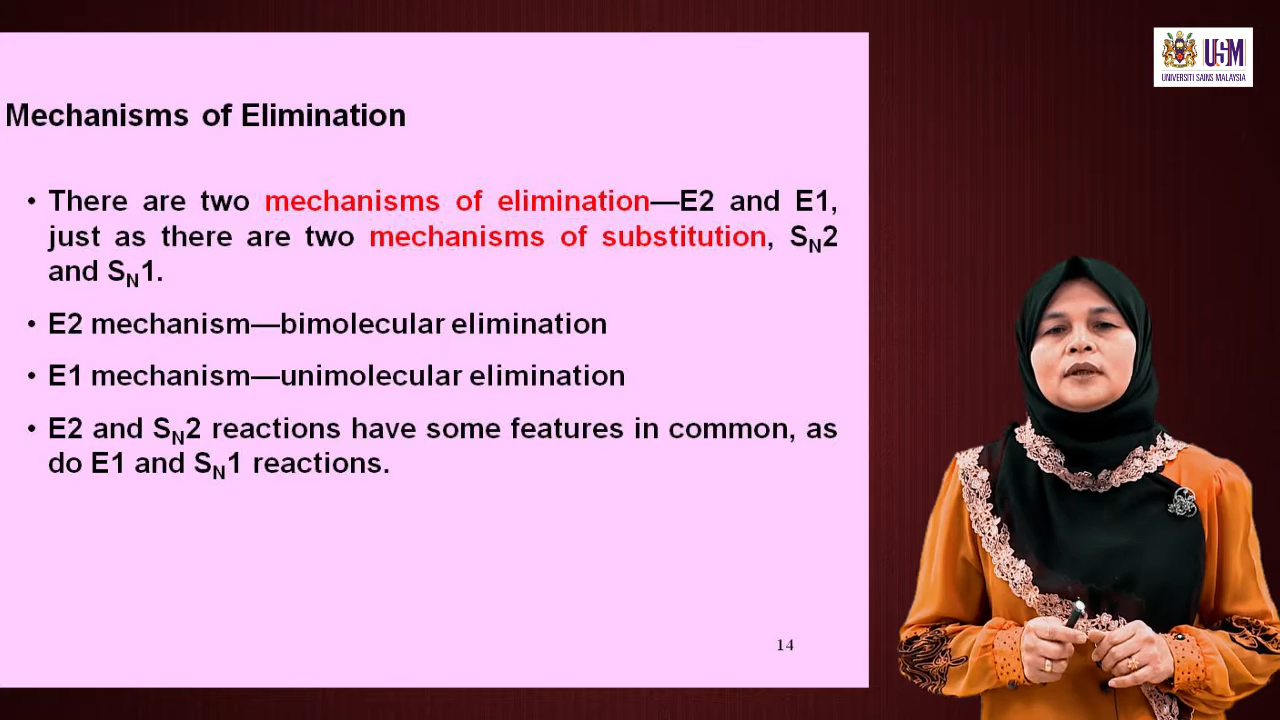 USM
UNIVERSITI SAINS MALAYSIA
Mechanisms of Elimination
• There are two mechanisms of elimination—E2 and E1,
just as there are two mechanisms of substitution, SN2
and SN1.
• E2 mechanism—bimolecular elimination
• E1 mechanism—unimolecular elimination
• E2 and SN2 reactions have some features in common, as
do E1 and SN1 reactions.
14